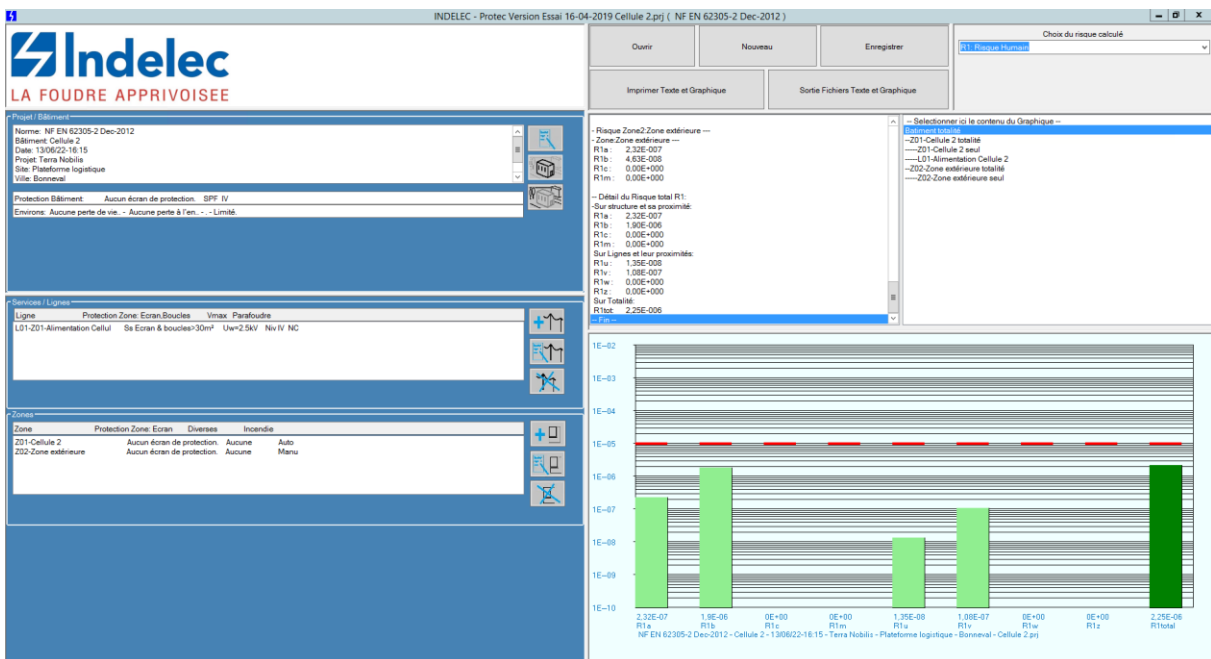 INDELEC - Protec Version Essai 16-04-2019 Cellule 2.prj ( NF EN 62305-2 Dec-2012 )
Indelec
LA FOUDRE APPRIVOISEE
Ouvrir
Nouveau
Enregistrer
Imprimer Texte et Graphique
Sortie Fichiers Texte et Graphique
Choix du risque calculé
R1: Risque Humain
Projet / Bâtiment
Norme: NF EN 62305-2 Dec-2012
Bâtiment: Cellule 2
Date: 13/06/22-16:15
Projet: Terra Nobilis
Site: Plateforme logistique
Ville: Bonneval
Protection Bâtiment: Aucun écran de protection. SPF IV
Environs: Aucune perte de vie.. - Aucune perte à l'en.. - .. - Limité.
Services / Lignes
Ligne Protection Zone: Ecran,Boucles Vmax Parafoudre
L01-Z01-Alimentation Cellul Ss Ecran & boucles>30m² Uw=2.5kV Niv IV NC
Zones
Zone Protection Zone: Ecran Diverses Incendie
Z01-Cellule 2 Aucun écran de protection. Aucune Auto
Z02-Zone extérieure Aucun écran de protection. Aucune Manu
- Risque Zone2:Zone extérieure ---
- Zone:Zone extérieure ---
R1a : 2,32E-007
R1b : 4,63E-008
R1c : 0,00E+000
R1m : 0,00E+000
-- Détail du Risque total R1:
-Sur structure et sa proximité:
R1a : 2,32E-007
R1b : 1,90E-006
R1c : 0,00E+000
R1m : 0,00E+000
Sur Lignes et leur proximités:
R1u : 1,35E-008
R1v : 1,08E-007
R1w : 0,00E+000
R1z : 0,00E+000
Sur Totalité:
R1tot: 2,25E-006
-- Fin --
-- Selectionner ici le contenu du Graphique --
Batiment totalité
--Z01-Cellule 2 totalité
----Z01-Cellule 2 seul
----L01-Alimentation Cellule 2
--Z02-Zone extérieure totalité
----Z02-Zone extérieure seul
1E-02
1E-03
1E-04
1E-05
1E-06
1E-07
1E-08
1E-09
1E-10
2,32E-07 1,9E-06 0E+00 0E+00 1,35E-08 1,08E-07 0E+00 0E+00 2,25E-06
R1a R1b R1c R1m R1u R1v R1w R1z R1total
NF EN 62305-2 Dec-2012 - Cellule 2 - 13/06/22-16:15 - Terra Nobilis - Plateforme logistique - Bonneval - Cellule 2.prj